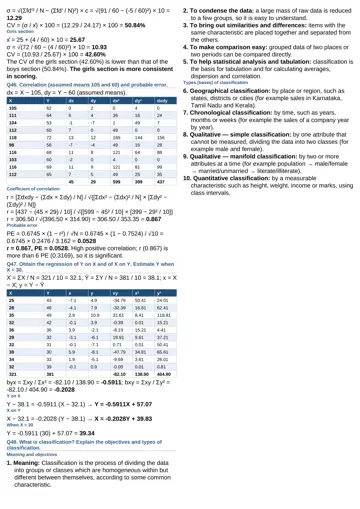 σ = √(Σfd'² / N − (Σfd' / N)²) × c = √(91 / 60 − (-5 / 60)²) × 10 =
12.29
CV = (σ / x̄) × 100 = (12.29 / 24.17) × 100 = 50.84%
Girls section
x̄ = 25 + (4 / 60) × 10 = 25.67
σ = √(72 / 60 − (4 / 60)²) × 10 = 10.93
CV = (10.93 / 25.67) × 100 = 42.60%
The CV of the girls section (42.60%) is lower than that of the
boys section (50.84%). The girls section is more consistent
in scoring.
Q46. Correlation (assumed means 105 and 60) and probable error.
dx = X − 105, dy = Y − 60 (assumed means).
X Y dx dy dx² dy² dxdy
105 62 0 2 0 4 0
111 64 6 4 36 16 24
104 53 -1 -7 1 49 7
112 60 7 0 49 0 0
118 72 13 12 169 144 156
98 56 -7 -4 49 16 28
116 68 11 8 121 64 88
103 60 -2 0 4 0 0
116 69 11 9 121 81 99
112 65 7 5 49 25 35
45 29 599 399 437
Coefficient of correlation
r = [Σdxdy − (Σdx × Σdy) / N] / √{[Σdx² − (Σdx)² / N] × [Σdy² −
(Σdy)² / N]}
r = [437 − (45 × 29) / 10] / √{[599 − 45² / 10] × [399 − 29² / 10]}
r = 306.50 / √(396.50 × 314.90) = 306.50 / 353.35 = 0.867
Probable error
PE = 0.6745 × (1 − r²) / √N = 0.6745 × (1 − 0.7524) / √10 =
0.6745 × 0.2476 / 3.162 = 0.0528
r = 0.867, PE = 0.0528. High positive correlation; r (0.867) is
more than 6 PE (0.3169), so it is significant.
Q47. Obtain the regression of Y on X and of X on Y. Estimate Y when
X = 30.
X̄ = ΣX / N = 321 / 10 = 32.1, Ȳ = ΣY / N = 381 / 10 = 38.1; x = X
− X̄, y = Y − Ȳ
X Y x y xy x² y²
25 43 -7.1 4.9 -34.79 50.41 24.01
28 46 -4.1 7.9 -32.39 16.81 62.41
35 49 2.9 10.9 31.61 8.41 118.81
32 42 -0.1 3.9 -0.39 0.01 15.21
36 36 3.9 -2.1 -8.19 15.21 4.41
29 32 -3.1 -6.1 18.91 9.61 37.21
32 31 -0.1 -7.1 0.71 0.01 50.41
38 30 5.9 -8.1 -47.79 34.81 65.61
34 33 1.9 -5.1 -9.69 3.61 26.01
32 39 -0.1 0.9 -0.09 0.01 0.81
321 381 -82.10 138.90 404.90
byx = Σxy / Σx² = -82.10 / 138.90 = -0.5911; bxy = Σxy / Σy² =
-82.10 / 404.90 = -0.2028
Y on X
Y − 38.1 = -0.5911 (X − 32.1) → Y = -0.5911X + 57.07
X on Y
X − 32.1 = -0.2028 (Y − 38.1) → X = -0.2028Y + 39.83
When X = 30
Y = -0.5911 (30) + 57.07 = 39.34
Q48. What is classification? Explain the objectives and types of
classification.
Meaning and objectives
1. Meaning: Classification is the process of dividing the data
into groups or classes which are homogeneous within but
different between themselves, according to some common
characteristic.
2. To condense the data: a large mass of raw data is reduced
to a few groups, so it is easy to understand.
3. To bring out similarities and differences: items with the
same characteristic are placed together and separated from
the others.
4. To make comparison easy: grouped data of two places or
two periods can be compared directly.
5. To help statistical analysis and tabulation: classification is
the basis for tabulation and for calculating averages,
dispersion and correlation.
Types (bases) of classification
6. Geographical classification: by place or region, such as
states, districts or cities (for example sales in Karnataka,
Tamil Nadu and Kerala).
7. Chronological classification: by time, such as years,
months or weeks (for example the sales of a company year
by year).
8. Qualitative — simple classification: by one attribute that
cannot be measured, dividing the data into two classes (for
example male and female).
9. Qualitative — manifold classification: by two or more
attributes at a time (for example population → male/female
→ married/unmarried → literate/illiterate).
10. Quantitative classification: by a measurable
characteristic such as height, weight, income or marks, using
class intervals.